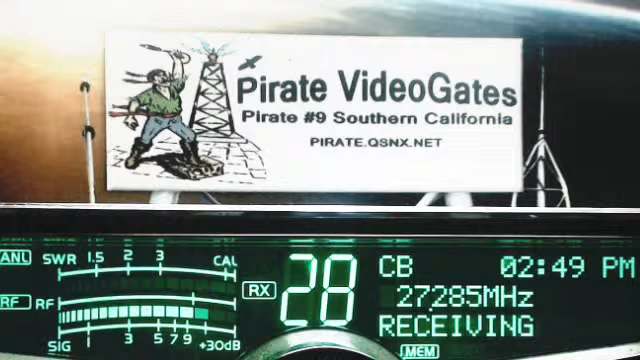 Pirate VideoGates
Pirate #9 Southern California
PIRATE.QSNX.NET
ANL SWR 1.5 2 3 CAL
RX 28 CB 02:49 PM
RF RF 27285MHz
RECEIVING
SIG 3 5 7 9 +30dB
MEM